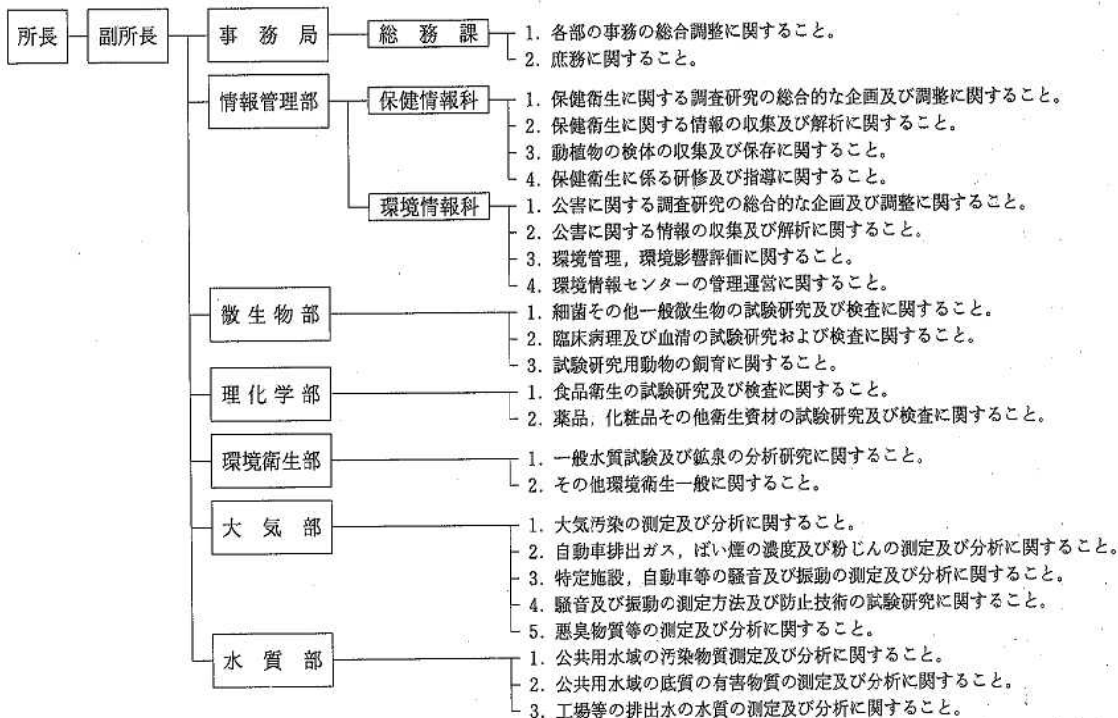 所長 副所長 事務局 総務課 1. 各部の事務の総合調整に関すること。
2. 庶務に関すること。
情報管理部 保健情報科 1. 保健衛生に関する調査研究の総合的な企画及び調整に関すること。
2. 保健衛生に関する情報の収集及び解析に関すること。
3. 動植物の検体の収集及び保存に関すること。
4. 保健衛生に係る研修及び指導に関すること。
環境情報科 1. 公害に関する調査研究の総合的な企画及び調整に関すること。
2. 公害に関する情報の収集及び解析に関すること。
3. 環境管理，環境影響評価に関すること。
4. 環境情報センターの管理運営に関すること。
微生物部 1. 細菌その他一般微生物の試験研究及び検査に関すること。
2. 臨床病理及び血清の試験研究および検査に関すること。
3. 試験研究用動物の飼育に関すること。
理化学部 1. 食品衛生の試験研究及び検査に関すること。
2. 薬品，化粧品その他衛生資材の試験研究及び検査に関すること。
環境衛生部 1. 一般水質試験及び鉱泉の分析研究に関すること。
2. その他環境衛生一般に関すること。
大気部 1. 大気汚染の測定及び分析に関すること。
2. 自動車排出ガス，ばい煙の濃度及び粉じんの測定及び分析に関すること。
3. 特定施設，自動車等の騒音及び振動の測定及び分析に関すること。
4. 騒音及び振動の測定方法及び防止技術の試験研究に関すること。
5. 悪臭物質等の測定及び分析に関すること。
水質部 1. 公共用水域の汚染物質測定及び分析に関すること。
2. 公共用水域の底質の有害物質の測定及び分析に関すること。
3. 工場等の排出水の水質の測定及び分析に関すること。